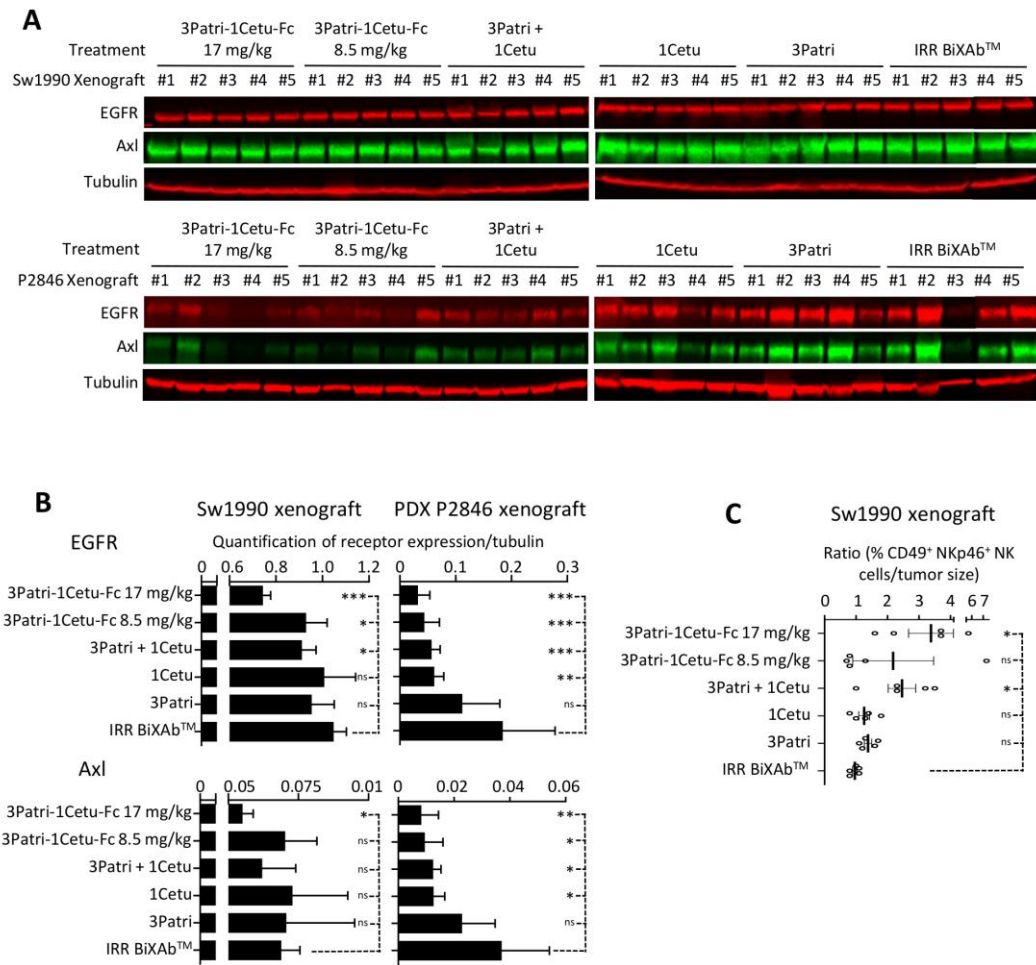 A
3Patri-1Cetu-Fc 3Patri-1Cetu-Fc 3Patri +
Treatment 17 mg/kg 8.5 mg/kg 1Cetu 1Cetu 3Patri IRR BiXAb™
Sw1990 Xenograft #1 #2 #3 #4 #5 #1 #2 #3 #4 #5 #1 #2 #3 #4 #5 #1 #2 #3 #4 #5 #1 #2 #3 #4 #5 #1 #2 #3 #4 #5
EGFR
Axl
Tubulin
3Patri-1Cetu-Fc 3Patri-1Cetu-Fc 3Patri +
Treatment 17 mg/kg 8.5 mg/kg 1Cetu 1Cetu 3Patri IRR BiXAb™
P2846 Xenograft #1 #2 #3 #4 #5 #1 #2 #3 #4 #5 #1 #2 #3 #4 #5 #1 #2 #3 #4 #5 #1 #2 #3 #4 #5 #1 #2 #3 #4 #5
EGFR
Axl
Tubulin
B
Sw1990 xenograft PDX P2846 xenograft
EGFR Quantification of receptor expression/tubulin
0 0.6 0.8 1.0 1.2 0 0.1 0.2 0.3
3Patri-1Cetu-Fc 17 mg/kg *** ***
3Patri-1Cetu-Fc 8.5 mg/kg * ***
3Patri + 1Cetu * ***
1Cetu ns **
3Patri ns ns
IRR BiXAb™
Axl
0 0.05 0.075 0.01 0 0.02 0.04 0.06
3Patri-1Cetu-Fc 17 mg/kg * **
3Patri-1Cetu-Fc 8.5 mg/kg ns *
3Patri + 1Cetu ns *
1Cetu ns *
3Patri ns ns
IRR BiXAb™
C
Sw1990 xenograft
Ratio (% CD49⁺ NKp46⁺ NK
cells/tumor size)
0 1 2 3 4 6 7
3Patri-1Cetu-Fc 17 mg/kg *
3Patri-1Cetu-Fc 8.5 mg/kg ns
3Patri + 1Cetu *
1Cetu ns
3Patri ns
IRR BiXAb™